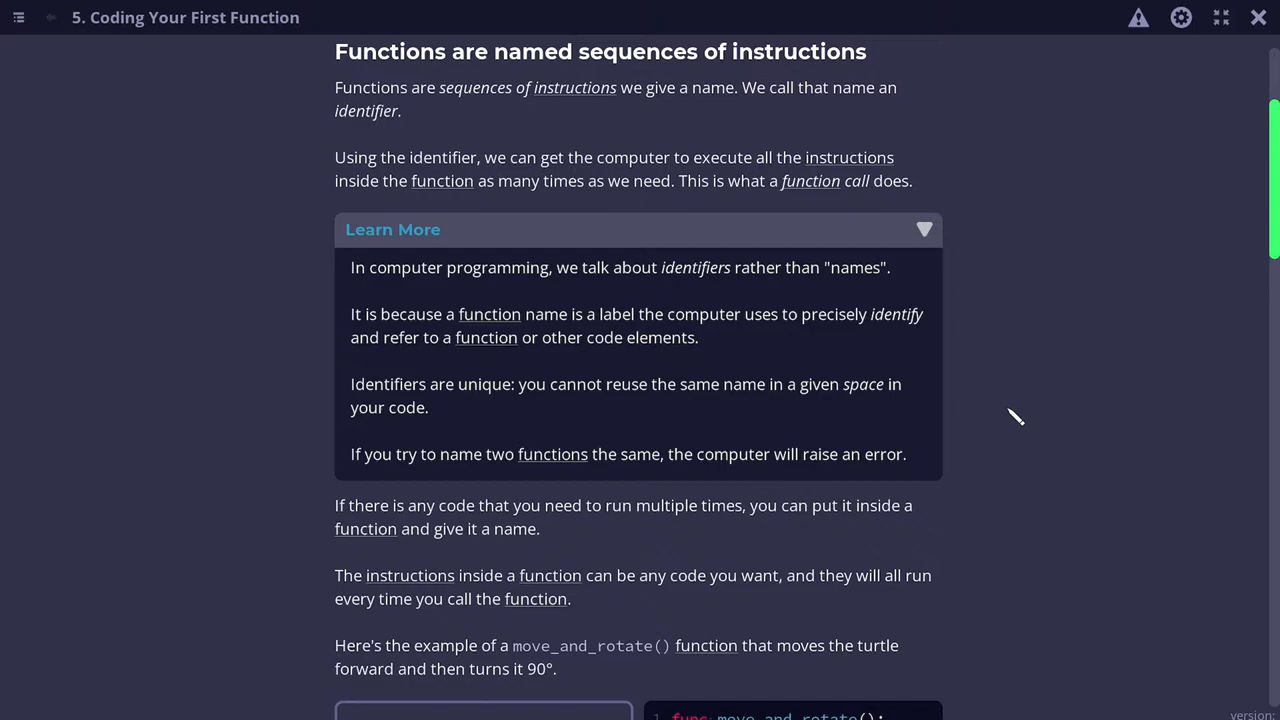 5. Coding Your First Function
Functions are named sequences of instructions
Functions are sequences of instructions we give a name. We call that name an
identifier.
Using the identifier, we can get the computer to execute all the instructions
inside the function as many times as we need. This is what a function call does.
Learn More
In computer programming, we talk about identifiers rather than "names".
It is because a function name is a label the computer uses to precisely identify
and refer to a function or other code elements.
Identifiers are unique: you cannot reuse the same name in a given space in
your code.
If you try to name two functions the same, the computer will raise an error.
If there is any code that you need to run multiple times, you can put it inside a
function and give it a name.
The instructions inside a function can be any code you want, and they will all run
every time you call the function.
Here's the example of a move_and_rotate() function that moves the turtle
forward and then turns it 90°.
1 func move_and_rotate():
version: